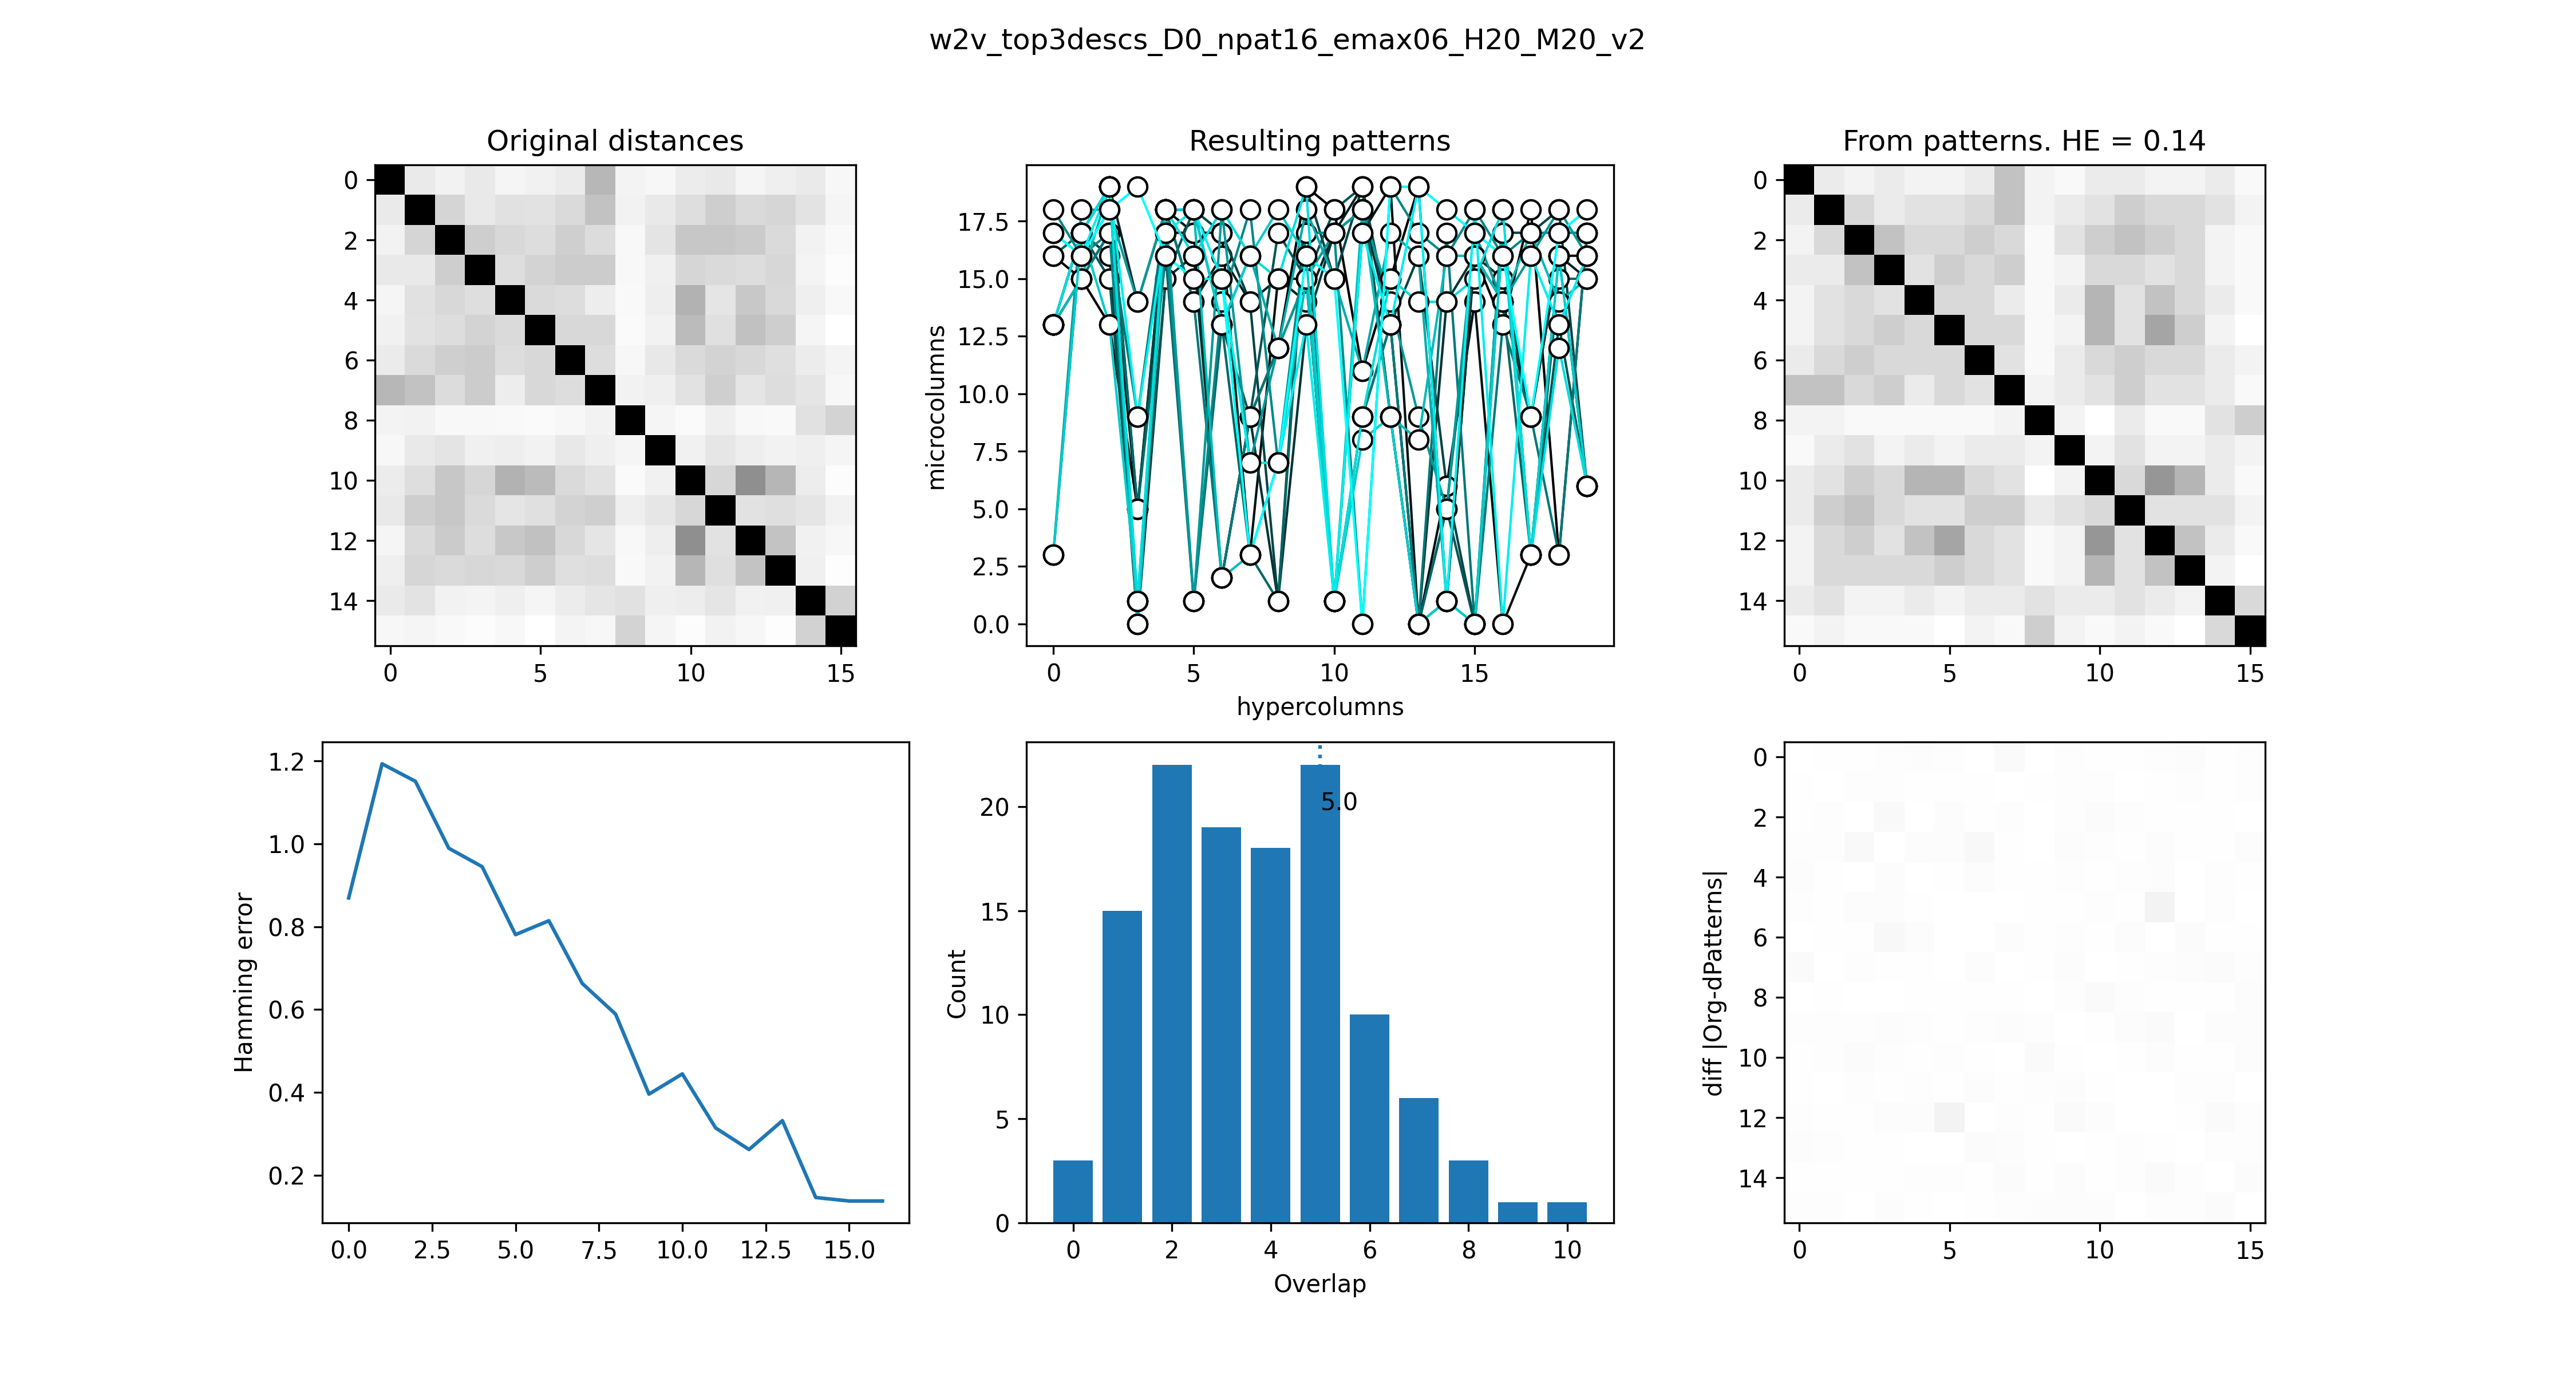 w2v_top3descs_D0_npat16_emax06_H20_M20_v2
Original distances
0
2
4
6
8
10
12
14
0 5 10 15
Resulting patterns
microcolumns
17.5
15.0
12.5
10.0
7.5
5.0
2.5
0.0
0 5 10 15
hypercolumns
From patterns. HE = 0.14
0
2
4
6
8
10
12
14
0 5 10 15
Hamming error
1.2
1.0
0.8
0.6
0.4
0.2
0.0 2.5 5.0 7.5 10.0 12.5 15.0
Count
20
15
10
5
0
5.0
0 2 4 6 8 10
Overlap
diff |Org-dPatterns|
0
2
4
6
8
10
12
14
0 5 10 15